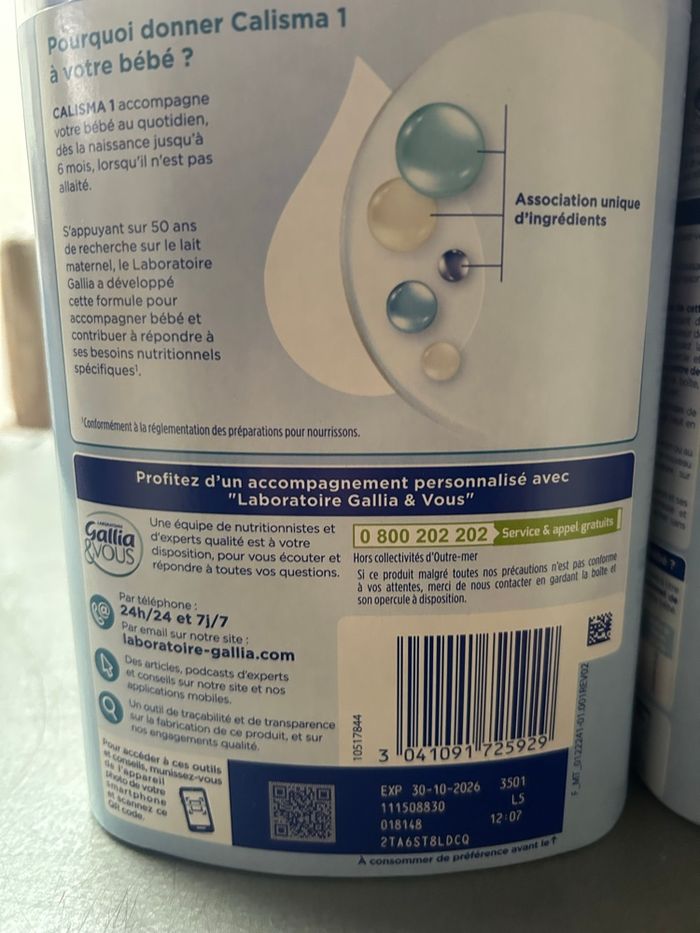 Pourquoi donner Calisma 1
à votre bébé ?
CALISMA 1 accompagne
votre bébé au quotidien,
dès la naissance jusqu'à
6 mois, lorsqu'il n'est pas
allaité.
S'appuyant sur 50 ans
de recherche sur le lait
maternel, le Laboratoire
Gallia a développé
cette formule pour
accompagner bébé et
contribuer à répondre à
ses besoins nutritionnels
spécifiques¹.
Association unique
d'ingrédients
¹Conformément à la réglementation des préparations pour nourrissons.
Profitez d'un accompagnement personnalisé avec
"Laboratoire Gallia & Vous"
LABORATOIRE
Gallia
&VOUS
Une équipe de nutritionnistes et
d'experts qualité est à votre
disposition, pour vous écouter et
répondre à toutes vos questions.
Par téléphone :
24h/24 et 7j/7
Par email sur notre site :
laboratoire-gallia.com
Des articles, podcasts d'experts
et conseils sur notre site et nos
applications mobiles.
Un outil de traçabilité et de transparence
sur la fabrication de ce produit, et sur
nos engagements qualité.
Pour accéder à ces outils
et conseils, munissez-vous
de l'appareil
photo de votre
smartphone
et scannez ce
QR code.
0 800 202 202 Service & appel gratuits
Hors collectivités d'Outre-mer
Si ce produit malgré toutes nos précautions n'est pas conforme
à vos attentes, merci de nous contacter en gardant la boîte et
son opercule à disposition.
10517844
3 041091 725929
F_MT_01222A1-01.001REV02
EXP 30-10-2026 3501
111508830 L5
018148 12:07
2TA6ST8LDCQ
À consommer de préférence avant le